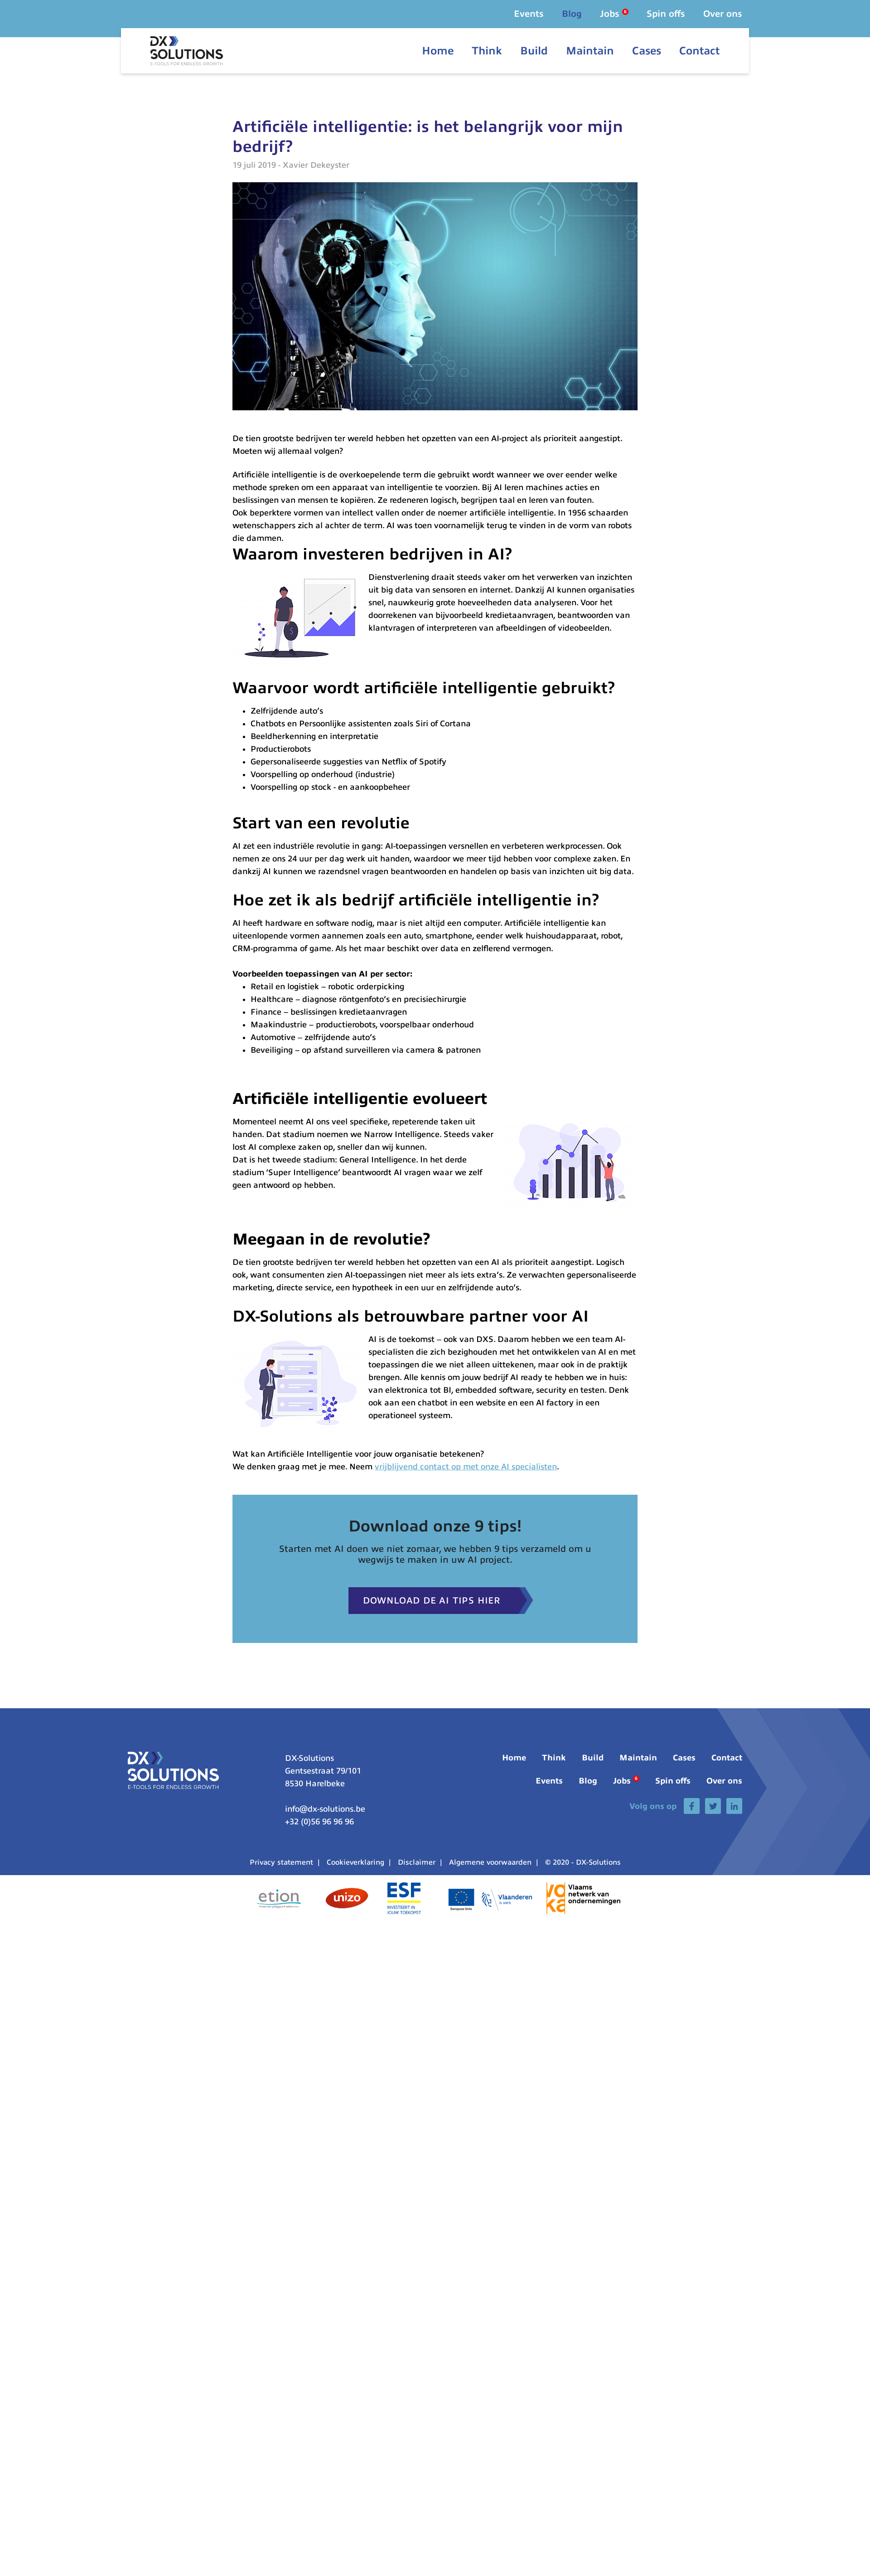 Events Blog Jobs 5 Spin offs Over ons
DX SOLUTIONS
E-TOOLS FOR ENDLESS GROWTH
Home Think Build Maintain Cases Contact
Artificiële intelligentie: is het belangrijk voor mijn
bedrijf?
19 juli 2019 - Xavier Dekeyster
De tien grootste bedrijven ter wereld hebben het opzetten van een AI-project als prioriteit aangestipt.
Moeten wij allemaal volgen?
Artificiële intelligentie is de overkoepelende term die gebruikt wordt wanneer we over eender welke
methode spreken om een apparaat van intelligentie te voorzien. Bij AI leren machines acties en
beslissingen van mensen te kopiëren. Ze redeneren logisch, begrijpen taal en leren van fouten.
Ook beperktere vormen van intellect vallen onder de noemer artificiële intelligentie. In 1956 schaarden
wetenschappers zich al achter de term. AI was toen voornamelijk terug te vinden in de vorm van robots
die dammen.
Waarom investeren bedrijven in AI?
Dienstverlening draait steeds vaker om het verwerken van inzichten
uit big data van sensoren en internet. Dankzij AI kunnen organisaties
snel, nauwkeurig grote hoeveelheden data analyseren. Voor het
doorrekenen van bijvoorbeeld kredietaanvragen, beantwoorden van
klantvragen of interpreteren van afbeeldingen of videobeelden.
Waarvoor wordt artificiële intelligentie gebruikt?
• Zelfrijdende auto's
• Chatbots en Persoonlijke assistenten zoals Siri of Cortana
• Beeldherkenning en interpretatie
• Productierobots
• Gepersonaliseerde suggesties van Netflix of Spotify
• Voorspelling op onderhoud (industrie)
• Voorspelling op stock - en aankoopbeheer
Start van een revolutie
AI zet een industriële revolutie in gang: AI-toepassingen versnellen en verbeteren werkprocessen. Ook
nemen ze ons 24 uur per dag werk uit handen, waardoor we meer tijd hebben voor complexe zaken. En
dankzij AI kunnen we razendsnel vragen beantwoorden en handelen op basis van inzichten uit big data.
Hoe zet ik als bedrijf artificiële intelligentie in?
AI heeft hardware en software nodig, maar is niet altijd een computer. Artificiële intelligentie kan
uiteenlopende vormen aannemen zoals een auto, smartphone, eender welk huishoudapparaat, robot,
CRM-programma of game. Als het maar beschikt over data en zelflerend vermogen.
Voorbeelden toepassingen van AI per sector:
• Retail en logistiek – robotic orderpicking
• Healthcare – diagnose röntgenfoto's en precisiechirurgie
• Finance – beslissingen kredietaanvragen
• Maakindustrie – productierobots, voorspelbaar onderhoud
• Automotive – zelfrijdende auto's
• Beveiliging – op afstand surveilleren via camera & patronen
Artificiële intelligentie evolueert
Momenteel neemt AI ons veel specifieke, repeterende taken uit
handen. Dat stadium noemen we Narrow Intelligence. Steeds vaker
lost AI complexe zaken op, sneller dan wij kunnen.
Dat is het tweede stadium: General Intelligence. In het derde
stadium 'Super Intelligence' beantwoordt AI vragen waar we zelf
geen antwoord op hebben.
Meegaan in de revolutie?
De tien grootste bedrijven ter wereld hebben het opzetten van een AI als prioriteit aangestipt. Logisch
ook, want consumenten zien AI-toepassingen niet meer als iets extra's. Ze verwachten gepersonaliseerde
marketing, directe service, een hypotheek in een uur en zelfrijdende auto's.
DX-Solutions als betrouwbare partner voor AI
AI is de toekomst – ook van DXS. Daarom hebben we een team AI-
specialisten die zich bezighouden met het ontwikkelen van AI en met
toepassingen die we niet alleen uittekenen, maar ook in de praktijk
brengen. Alle kennis om jouw bedrijf AI ready te hebben we in huis:
van elektronica tot BI, embedded software, security en testen. Denk
ook aan een chatbot in een website en een AI factory in een
operationeel systeem.
Wat kan Artificiële Intelligentie voor jouw organisatie betekenen?
We denken graag met je mee. Neem vrijblijvend contact op met onze AI specialisten.
Download onze 9 tips!
Starten met AI doen we niet zomaar, we hebben 9 tips verzameld om u
wegwijs te maken in uw AI project.
DOWNLOAD DE AI TIPS HIER
DX SOLUTIONS
E-TOOLS FOR ENDLESS GROWTH
DX-Solutions
Gentsestraat 79/101
8530 Harelbeke
info@dx-solutions.be
+32 (0)56 96 96 96
Home Think Build Maintain Cases Contact
Events Blog Jobs Spin offs Over ons
Volg ons op
Privacy statement | Cookieverklaring | Disclaimer | Algemene voorwaarden | © 2020 - DX-Solutions
etion
unizo
ESF
INVESTEERT IN
JOUW TOEKOMST
Europese Unie
Vlaanderen
is werk
voka
Vlaams
netwerk van
ondernemingen